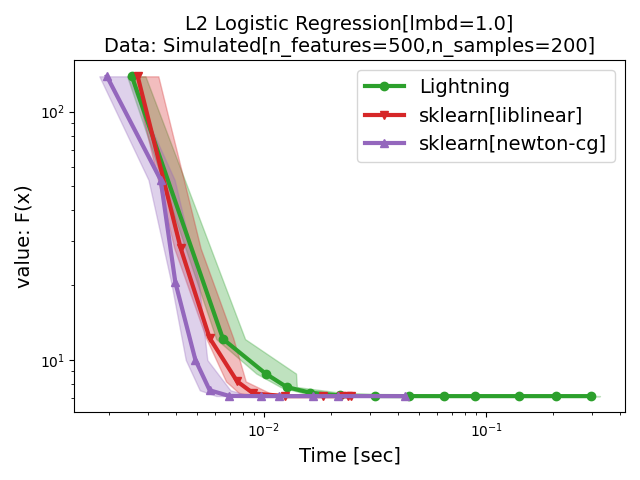 L2 Logistic Regression[lmbd=1.0]
Data: Simulated[n_features=500,n_samples=200]
value: F(x)
10²
10¹
Lightning
sklearn[liblinear]
sklearn[newton-cg]
10⁻²
10⁻¹
Time [sec]